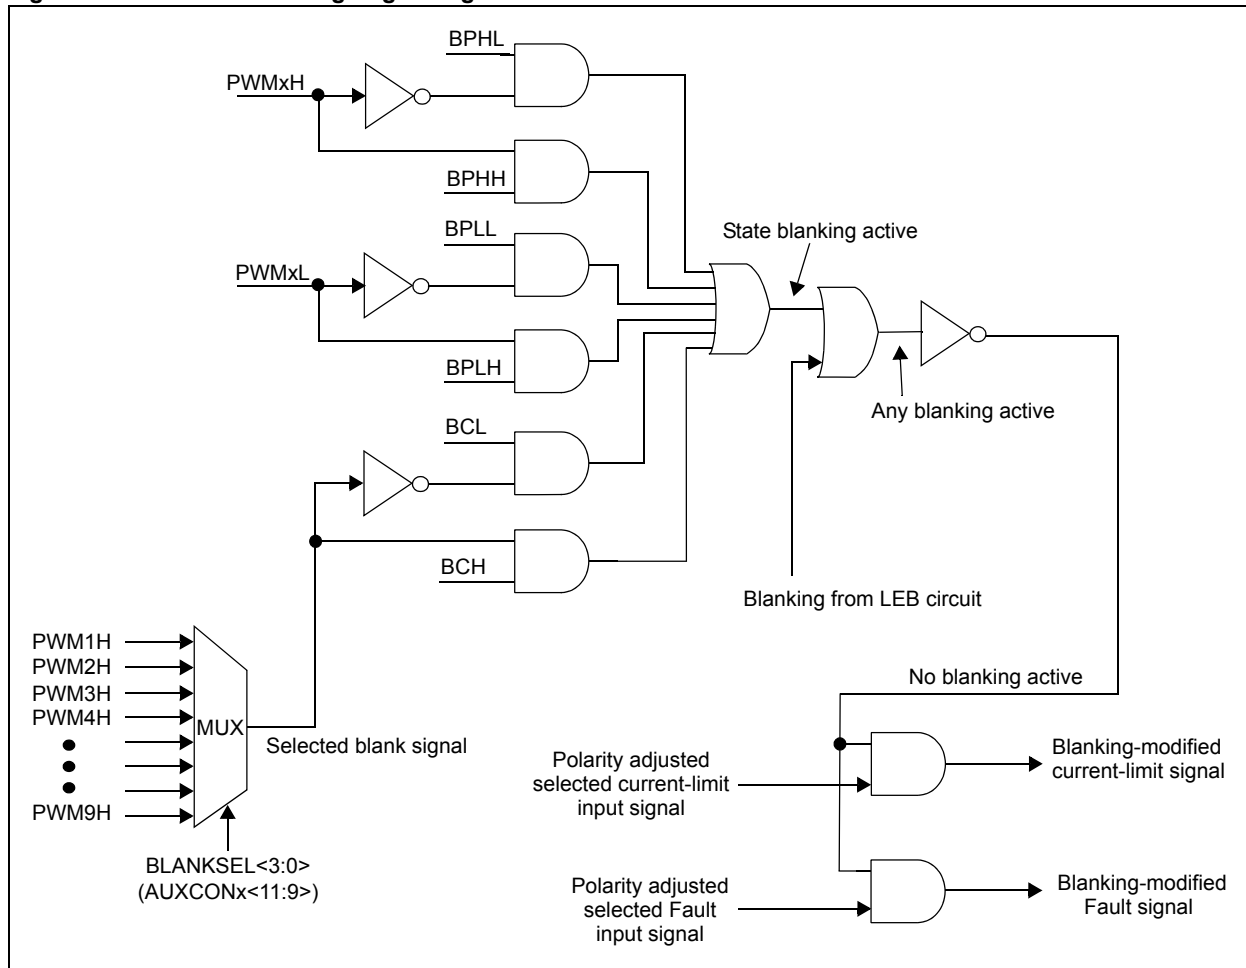 BPHL
PWMxH
BPHH
BPLL
State blanking active
PWMxL
BPLH
Any blanking active
BCL
BCH
Blanking from LEB circuit
PWM1H
PWM2H
PWM3H
PWM4H
MUX
PWM9H
Selected blank signal
BLANKSEL<3:0>
(AUXCONx<11:9>)
No blanking active
Polarity adjusted
selected current-limit
input signal
Blanking-modified
current-limit signal
Polarity adjusted
selected Fault
input signal
Blanking-modified
Fault signal